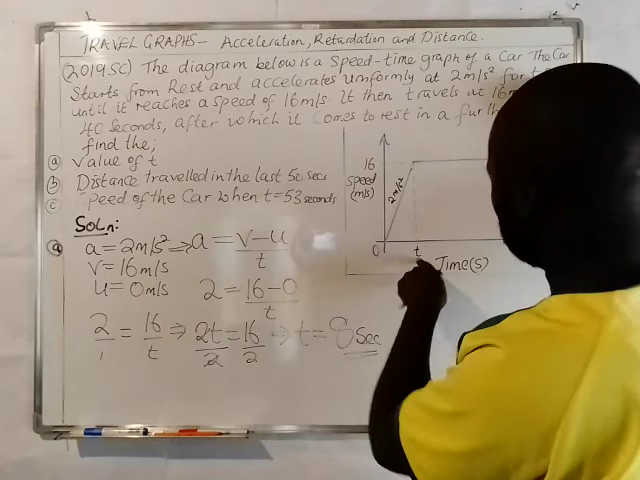 TRAVEL GRAPHS- Acceleration, Retardation and Distance.
(2019.SC) The diagram below is a Speed-time graph of a Car The Car
Starts from Rest and accelerates uniformly at 2m/s² for
until it reaches a speed of 16m/s It then travels at 16
40 seconds, after which it Comes to rest in a
find the;
(a) Value of t
(b) Distance travelled in the last 50 secs
(c) Speed of the Car when t=53 seconds
16
Speed
(m/s)
2m/s²
0
t
Time(s)
SoLn:
(a) a = 2m/s² ⇒ a = v-u/t
v = 16m/s
u = 0m/s 2 = 16-0/t
2/1 = 16/t ⇒ 2t/2 = 16/2 ⇒ t = 8 Sec